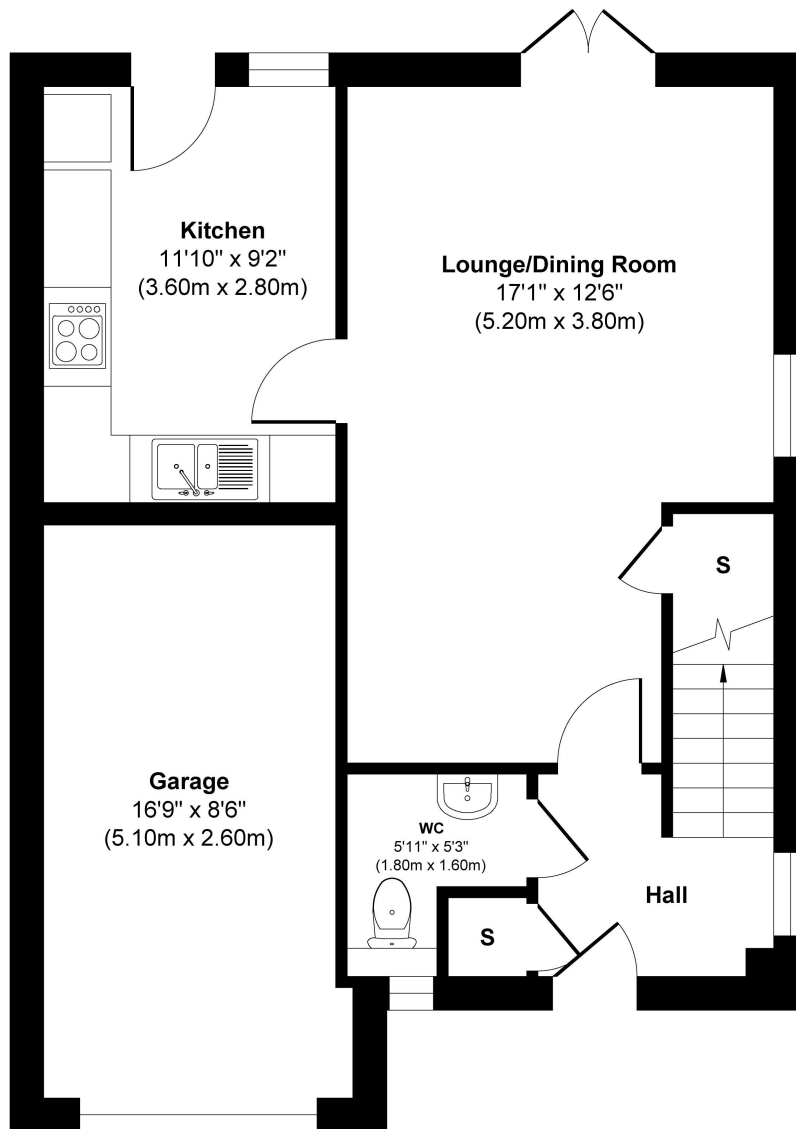 Kitchen
11'10" x 9'2"
(3.60m x 2.80m)
Lounge/Dining Room
17'1" x 12'6"
(5.20m x 3.80m)
S
Garage
16'9" x 8'6"
(5.10m x 2.60m)
WC
5'11" x 5'3"
(1.80m x 1.60m)
Hall
S